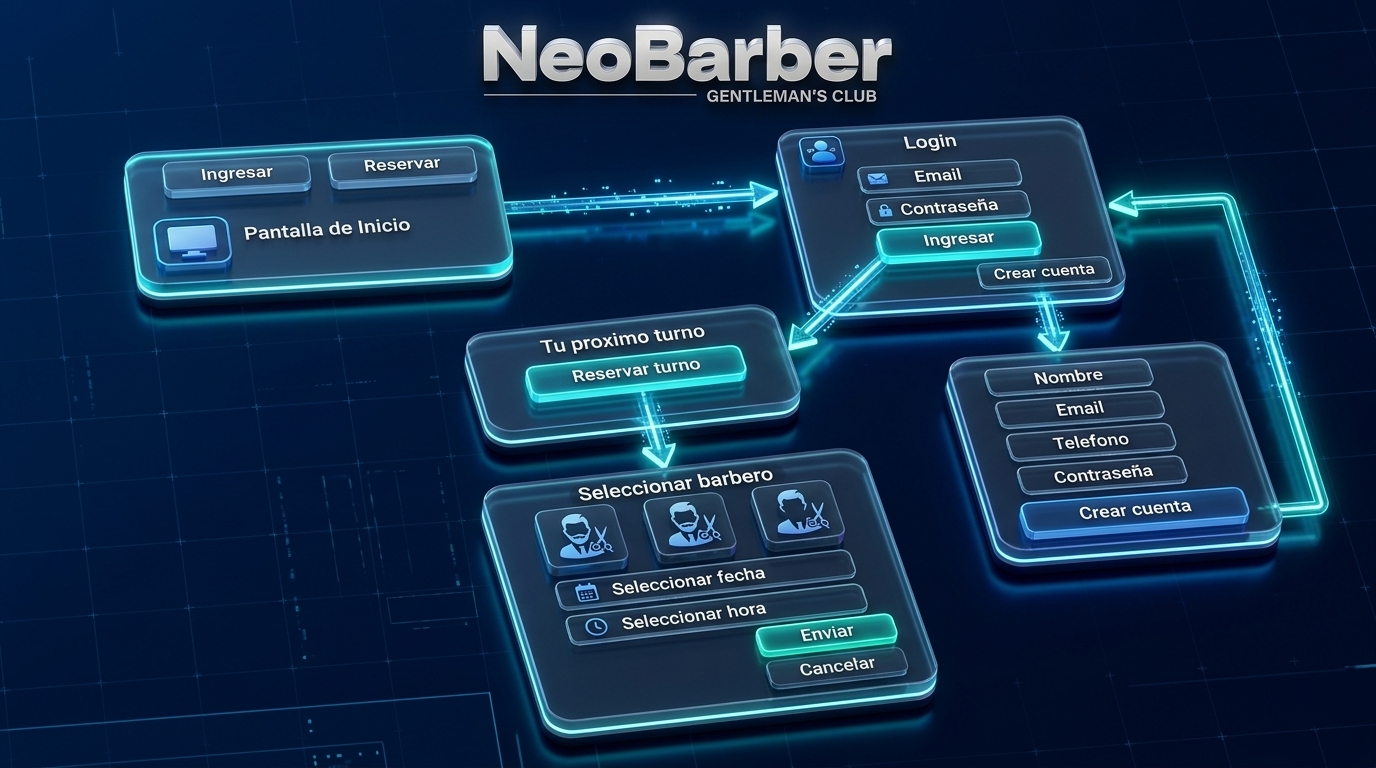 NeoBarber
GENTLEMAN'S CLUB
Ingresar
Reservar
Pantalla de Inicio
Login
Email
Contraseña
Ingresar
Crear cuenta
Tu proximo turno
Reservar turno
Nombre
Email
Telefono
Contraseña
Crear cuenta
Seleccionar barbero
Seleccionar fecha
Seleccionar hora
Enviar
Cancelar